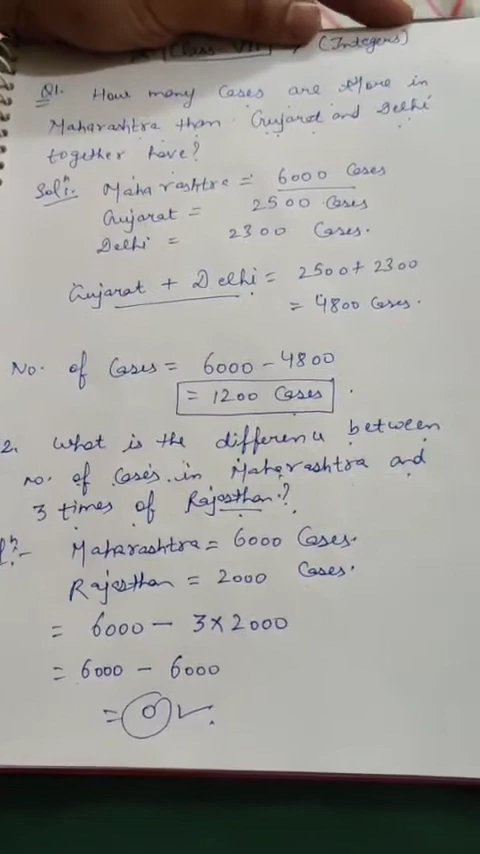 (Class VII) (Integers)
Q1. How many Cases are More in
Maharashtra than Gujarat and Delhi
together have?
Solⁿ:- Maharashtra = 6000 Cases
Gujarat = 2500 Cases
Delhi = 2300 Cases.
Gujarat + Delhi = 2500 + 2300
= 4800 Cases.
No. of Cases = 6000 - 4800
= 1200 Cases.
2. What is the difference between
no. of Cases in Maharashtra and
3 times of Rajasthan?
lⁿ:- Maharashtra = 6000 Cases.
Rajasthan = 2000 Cases.
= 6000 - 3×2000
= 6000 - 6000
= 0